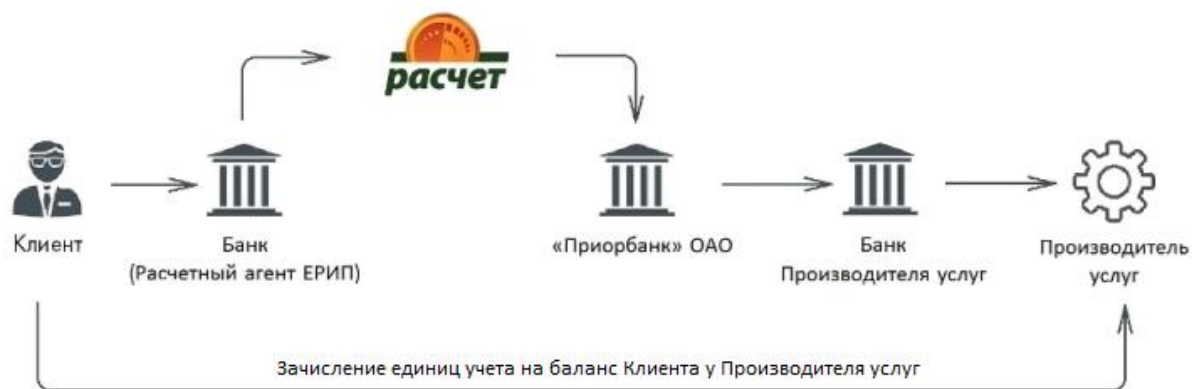 расчет
Клиент
Банк
(Расчетный агент ЕРИП)
«Приорбанк» ОАО
Банк
Производителя услуг
Производитель
услуг
Зачисление единиц учета на баланс Клиента у Производителя услуг